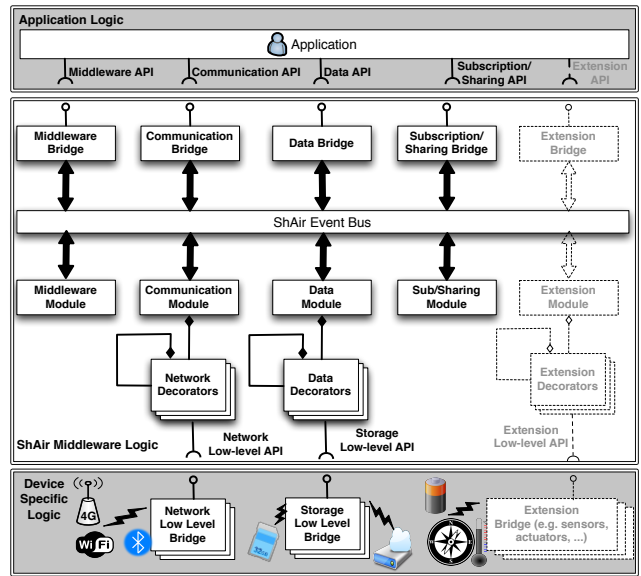 Application Logic
Application
Middleware API
Communication API
Data API
Subscription/
Sharing API
Extension
API
Middleware
Bridge
Communication
Bridge
Data Bridge
Subscription/
Sharing Bridge
Extension
Bridge
ShAir Event Bus
Middleware
Module
Communication
Module
Data
Module
Sub/Sharing
Module
Extension
Module
Network
Decorators
Data
Decorators
Extension
Decorators
ShAir Middleware Logic
Network
Low-level API
Storage
Low-level API
Extension
Low-level API
Device
Specific
Logic
4G
Wi Fi
Network
Low Level
Bridge
32GB
Storage
Low Level
Bridge
Extension
Bridge (e.g. sensors,
actuators, ...)